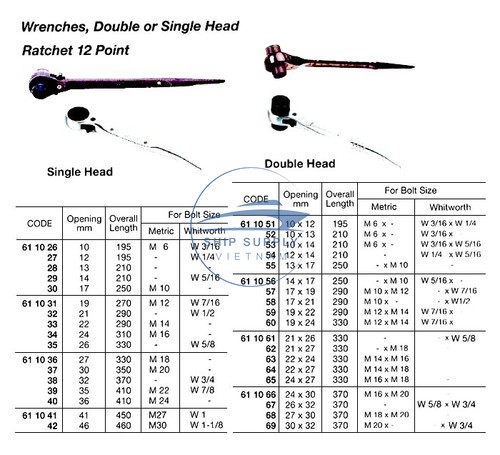 Wrenches, Double or Single Head
Ratchet 12 Point
Single Head
Double Head
CODE Opening mm Overall Length For Bolt Size
Metric Whitworth
61 10 26 10 195 M 6 W 3/16
27 12 195 - W 1/4
28 13 210 - -
29 14 210 - W 5/16
30 17 250 M 10 -
61 10 31 19 270 M 12 W 7/16
32 21 290 - W 1/2
33 22 290 M 14 -
34 24 310 M 16 -
35 26 330 - W 5/8
61 10 36 27 330 M 18 -
37 30 350 M 20 -
38 32 370 - W 3/4
39 35 410 M 22 W 7/8
40 36 410 M 24 -
61 10 41 41 450 M27 W 1
42 46 460 M30 W 1-1/8
CODE Opening mm Overall Length For Bolt Size
Metric Whitworth
61 10 51 10 x 12 195 M 6 x - W 3/16 x W 1/4
52 10 x 13 210 M 6 x - W 3/16 x
53 10 x 14 210 M 6 x - W 3/16 x W 5/16
54 12 x 14 210 - W 1/4 x W 5/16
55 13 x 17 250 - x M 10 -
61 10 56 14 x 17 250 - x M 10 W 5/16 x -
57 17 x 19 290 M 10 x M 12 - x W 7/16
58 17 x 21 290 M 10 x - - x W1/2
59 19 x 22 290 M 12 x M 14 W 7/16 x
60 19 x 24 330 M 12 x M 14 W 7/16 x
61 10 61 21 x 26 330 - x W 5/8
62 21 x 27 330 - x M 18 -
63 22 x 24 330 M 14 x M 16 -
64 22 x 27 330 M 14 x M 18 -
65 24 x 27 330 M 16 x M 18 -
61 10 66 24 x 30 370 M 16 x M 20 -
67 26 x 32 370 - W 5/8 x W 3/4
68 27 x 30 370 M 18 x M 20 -
69 30 x 32 370 M 20 x - - x W 3/4
SHIP SUPPLY
VIETNAM